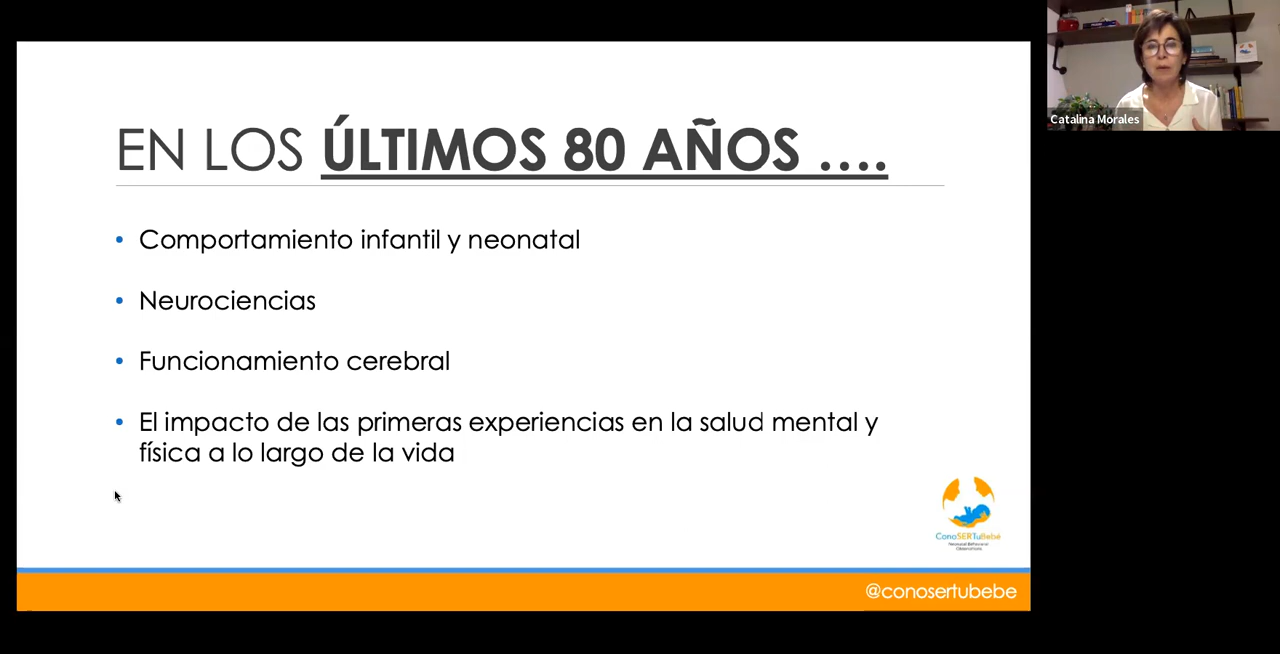 EN LOS ÚLTIMOS 80 AÑOS ....
• Comportamiento infantil y neonatal
• Neurociencias
• Funcionamiento cerebral
• El impacto de las primeras experiencias en la salud mental y
física a lo largo de la vida
ConoSERTuBebé
@conosertubebe
Catalina Morales